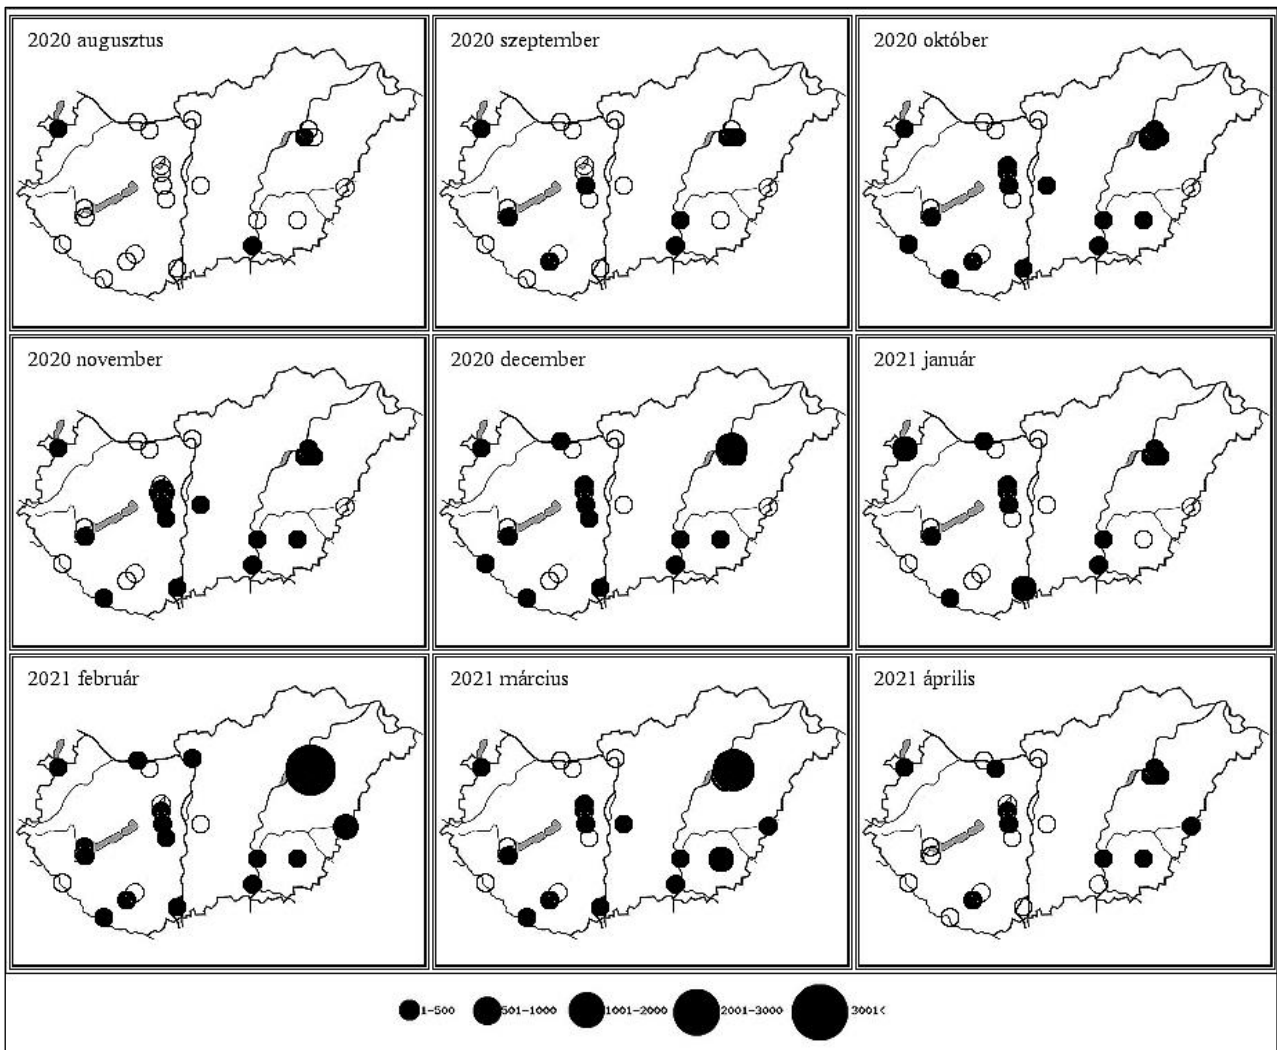 2020 augusztus
2020 szeptember
2020 október
2020 november
2020 december
2021 január
2021 február
2021 március
2021 április
1-500 501-1000 1001-2000 2001-3000 3001<